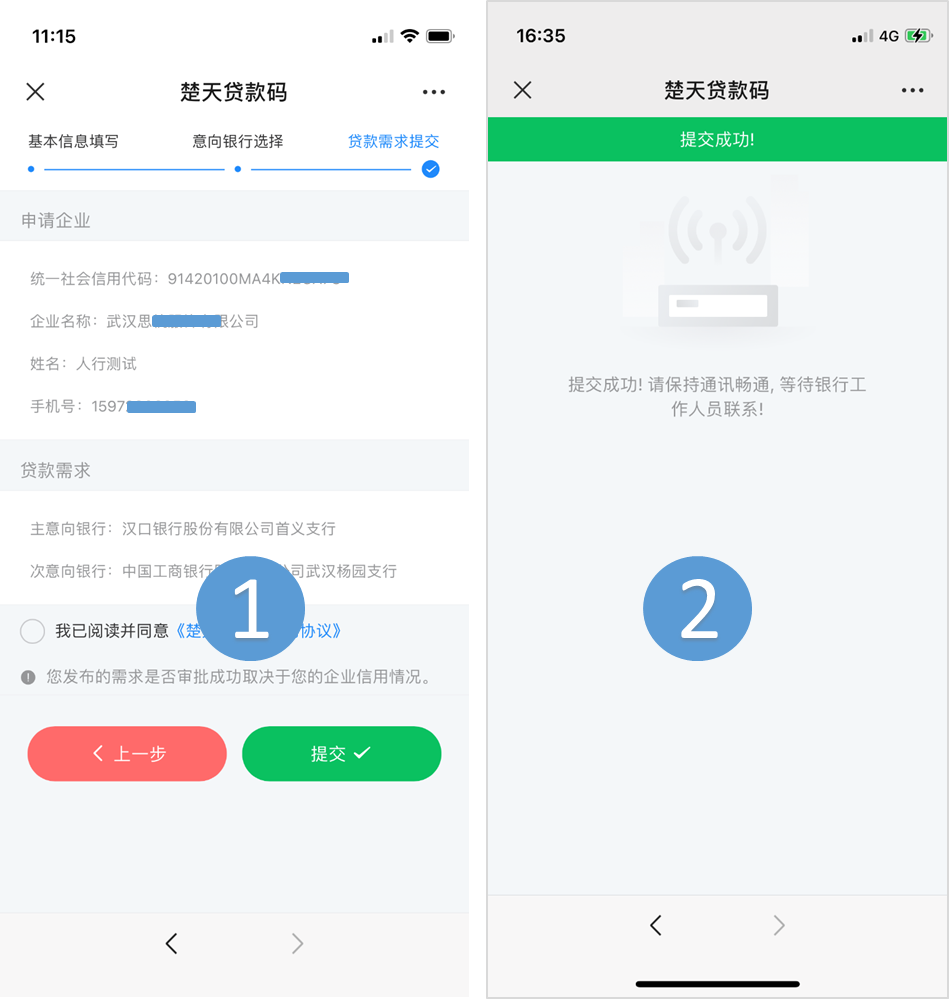 11:15
楚天贷款码
基本信息填写 意向银行选择 贷款需求提交
申请企业
统一社会信用代码: 91420100MA4K
企业名称: 武汉思 限公司
姓名: 人行测试
手机号: 1597
贷款需求
主意向银行: 汉口银行股份有限公司首义支行
次意向银行: 中国工商银行 司武汉杨园支行
1
我已阅读并同意《楚 协议》
您发布的需求是否审批成功取决于您的企业信用情况。
上一步
提交
16:35
4G
楚天贷款码
提交成功!
提交成功! 请保持通讯畅通, 等待银行工
作人员联系!
2